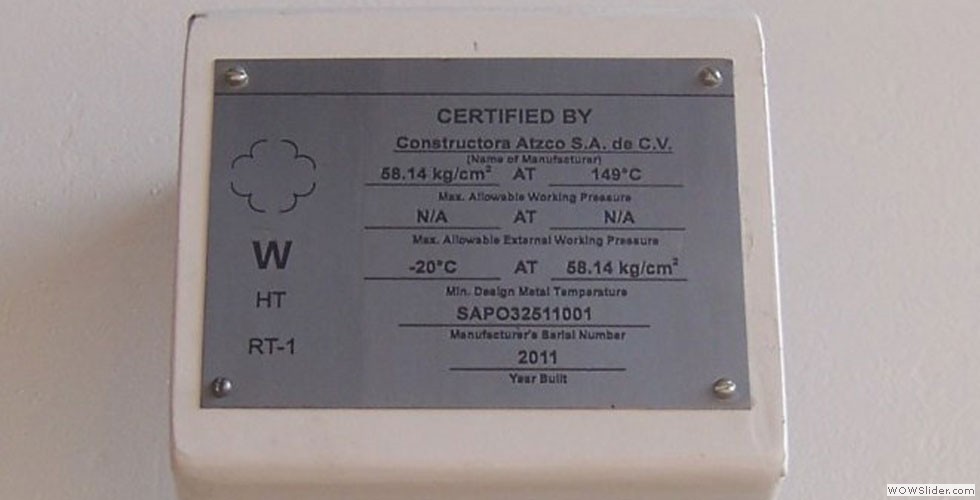 CERTIFIED BY
Constructora Atzco S.A. de C.V.
(Name of Manufacturer)
58.14 kg/cm² AT 149°C
Max. Allowable Working Pressure
N/A AT N/A
Max. Allowable External Working Pressure
-20°C AT 58.14 kg/cm²
Min. Design Metal Temperature
SAPO32511001
Manufacturer's Serial Number
2011
Year Built
W
HT
RT-1
WOWSlider.com